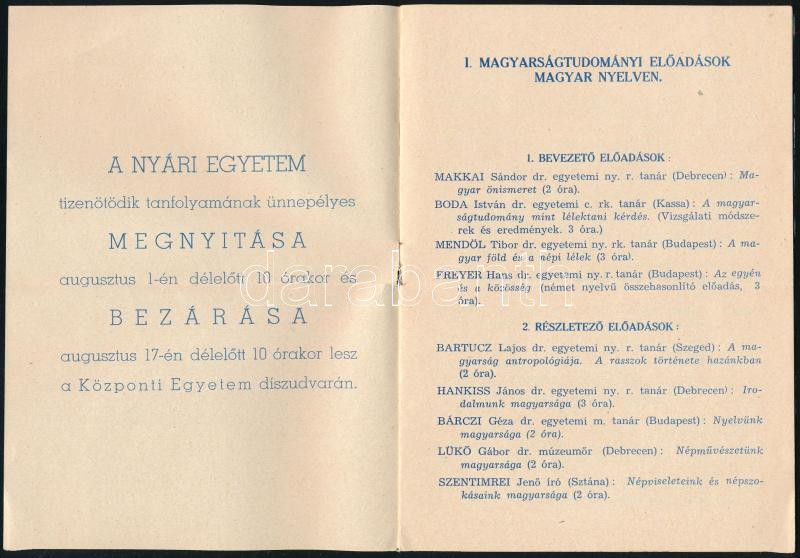 A NYÁRI EGYETEM
tizenötödik tanfolyamának ünnepélyes
MEGNYITÁSA
augusztus 1-én délelőtt 10 órakor és
BEZÁRÁSA
augusztus 17-én délelőtt 10 órakor lesz
a Központi Egyetem díszudvarán.
I. MAGYARSÁGTUDOMÁNYI ELŐADÁSOK
MAGYAR NYELVEN.
1. BEVEZETŐ ELŐADÁSOK:
MAKKAI Sándor dr. egyetemi ny. r. tanár (Debrecen): Ma-
gyar önismeret (2 óra).
BODA István dr. egyetemi c. rk. tanár (Kassa): A magyar-
ságtudomány mint lélektani kérdés. (Vizsgálati módsze-
rek és eredmények. 3 óra.)
MENDÖL Tibor dr. egyetemi ny. rk. tanár (Budapest): A ma-
gyar föld és a népi lélek (3 óra).
FREYER Hans dr. egyetemi ny. r. tanár (Budapest): Az egyén
és a közösség (német nyelvű összehasonlító előadás, 3
óra).
2. RÉSZLETEZŐ ELŐADÁSOK:
BARTUCZ Lajos dr. egyetemi ny. r. tanár (Szeged): A ma-
gyarság antropológiája. A rasszok története hazánkban
(2 óra).
HANKISS János dr. egyetemi ny. r. tanár (Debrecen): Iro-
dalmunk magyarsága (3 óra).
BÁRCZI Géza dr. egyetemi m. tanár (Budapest): Nyelvünk
magyarsága (2 óra).
LÜKŐ Gábor dr. múzeumőr (Debrecen): Népművészetünk
magyarsága (2 óra).
SZENTIMREI Jenő író (Sztána): Népviseleteink és népszo-
kásaink magyarsága (2 óra).
darabanth